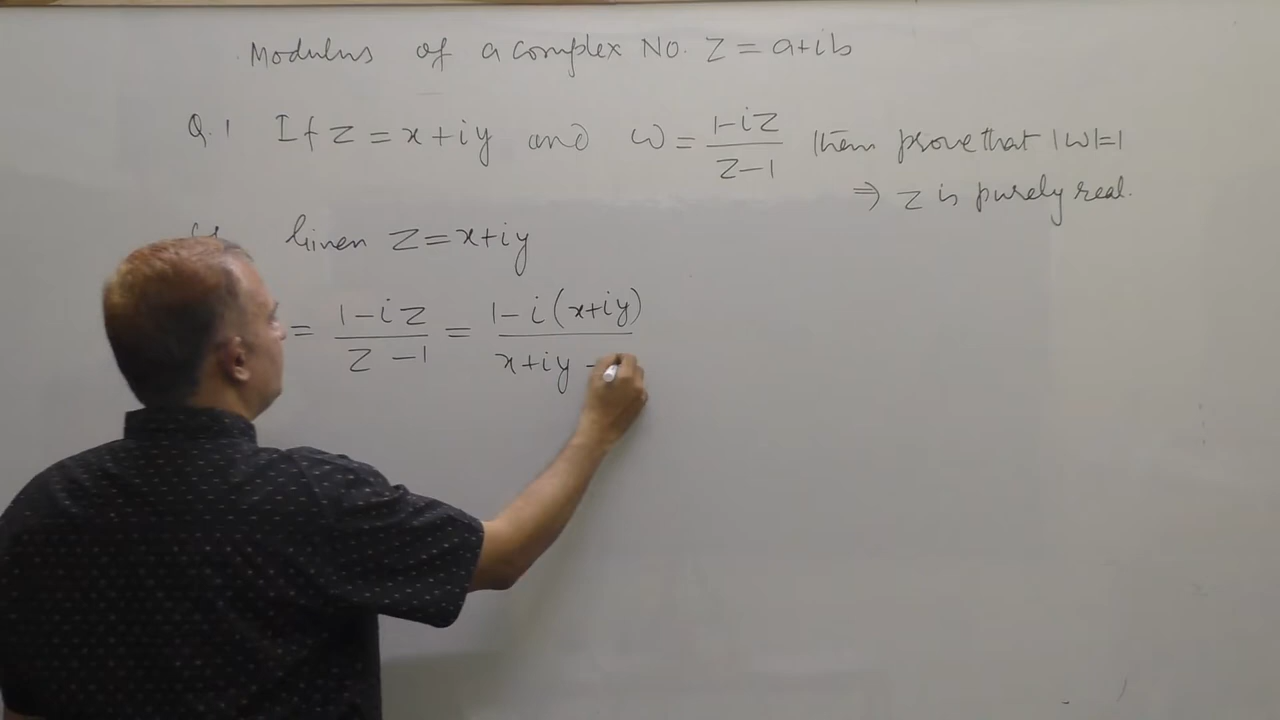 Modulus of a complex No. z = a+ib
Q.1 If z = x+iy and ω = (1-iz)/(z-1) then prove that |ω|=1
⇒ z is purely real.
Given z = x+iy
= (1-iz)/(z-1) = (1-i(x+iy))/(x+iy -